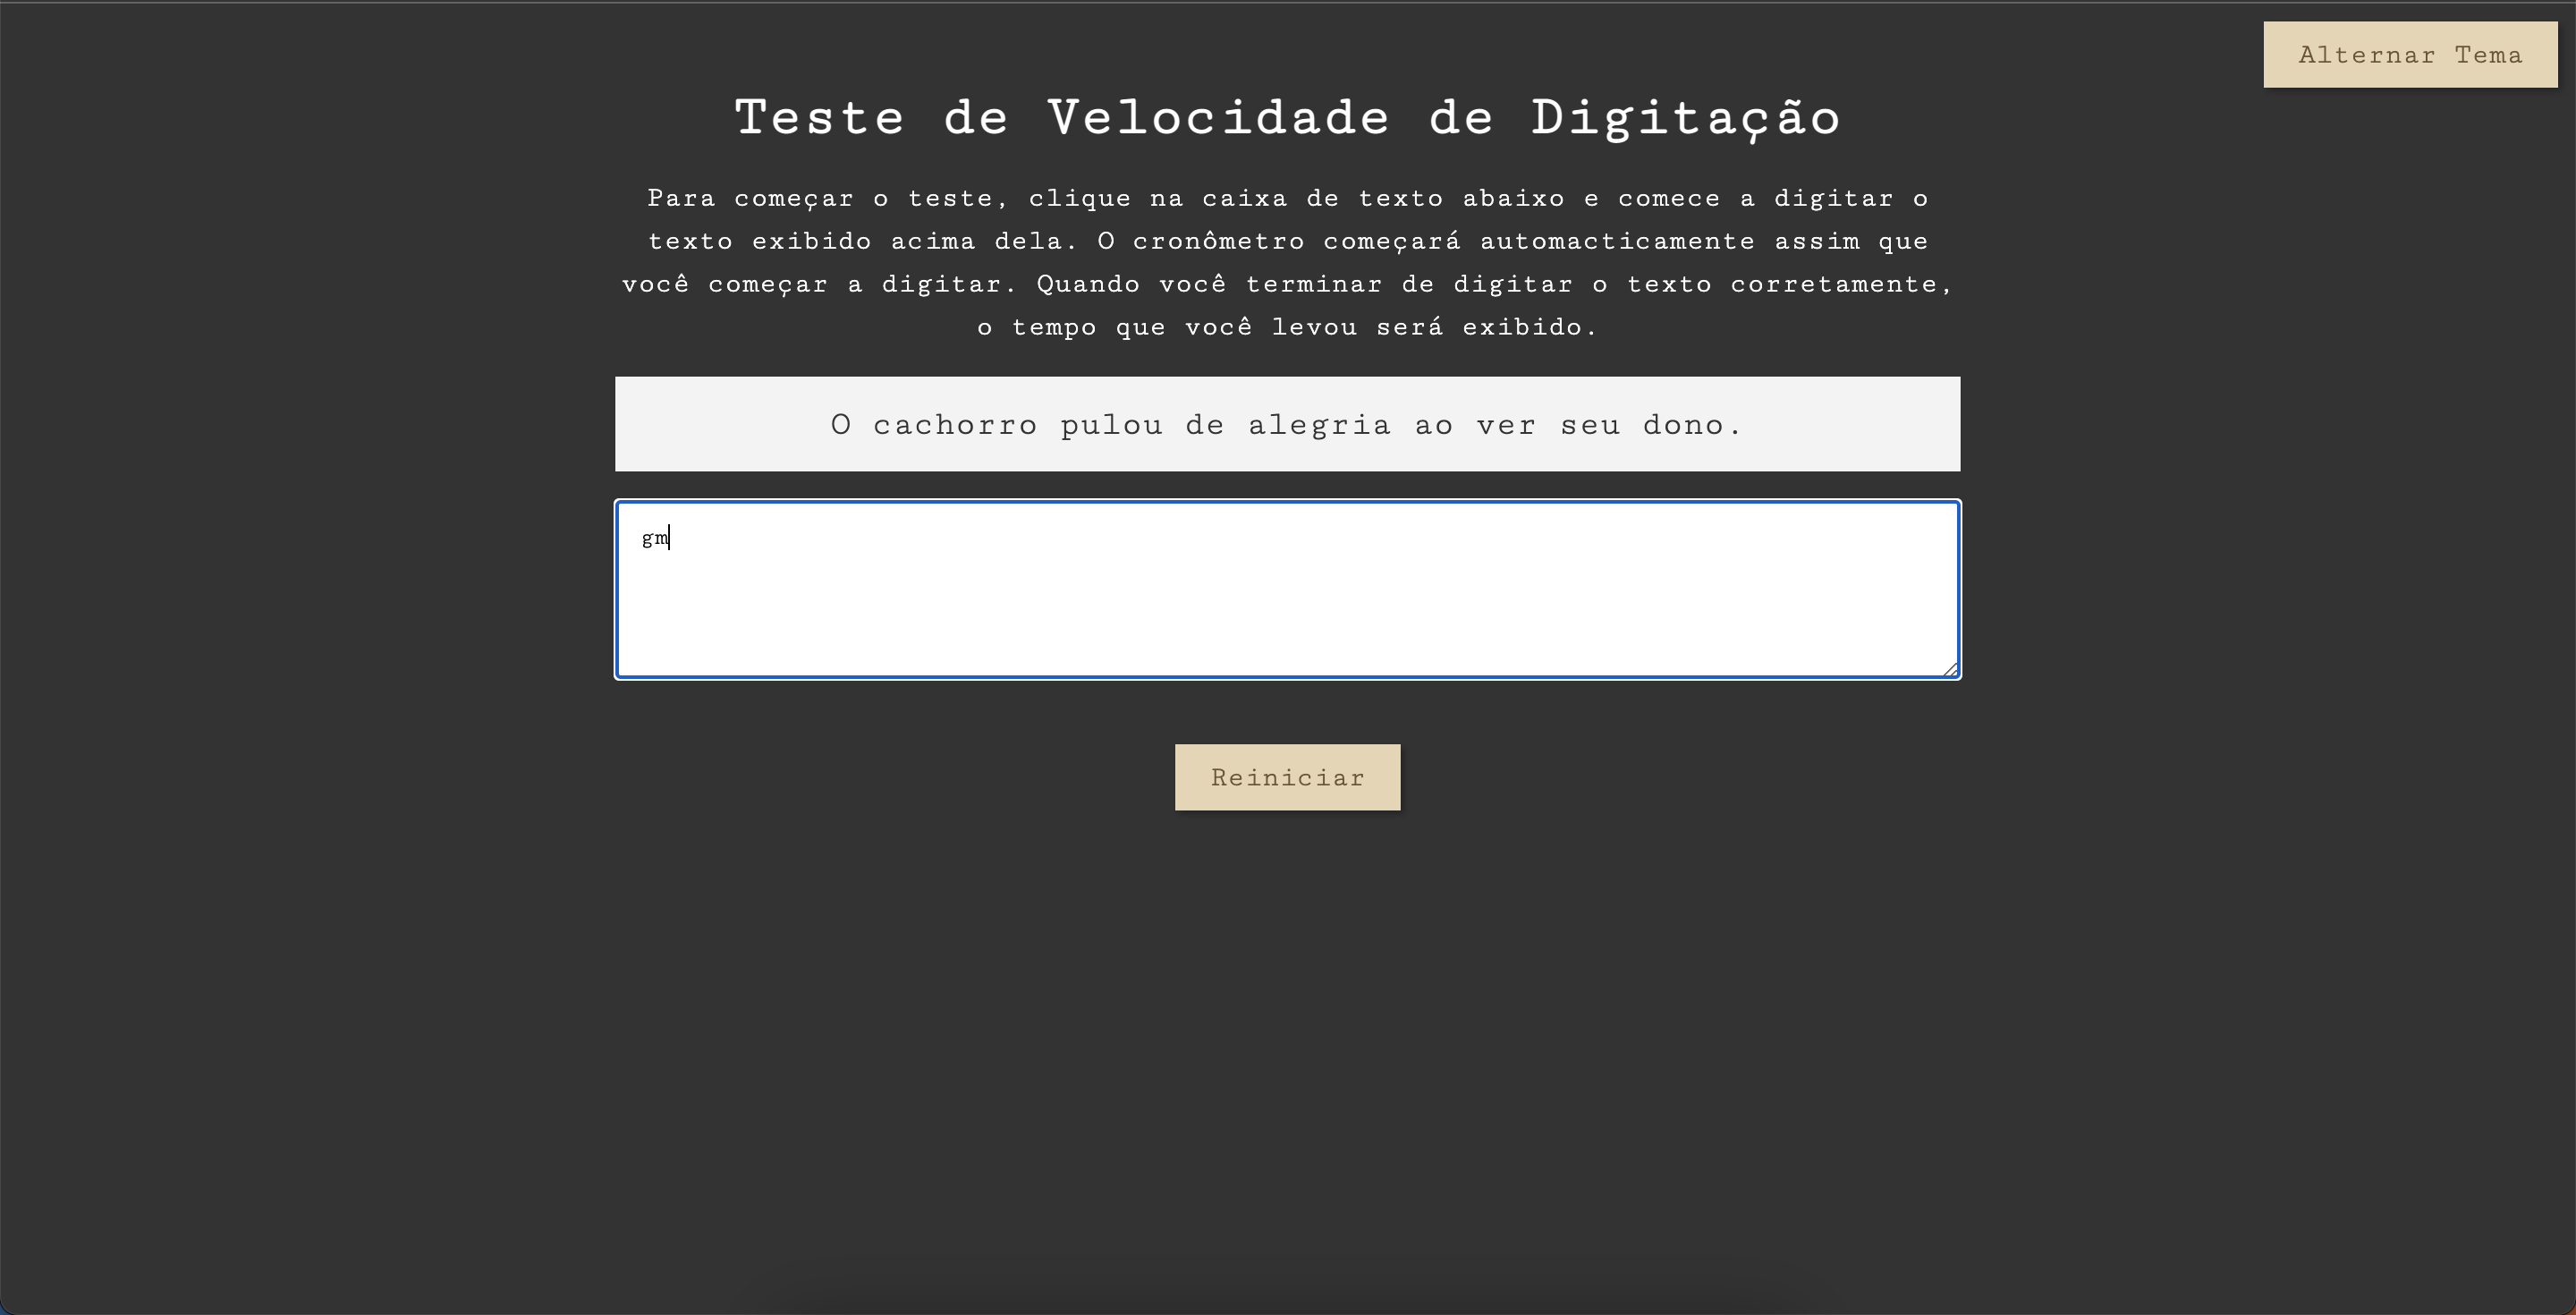 Alternar Tema
Teste de Velocidade de Digitação
Para começar o teste, clique na caixa de texto abaixo e comece a digitar o
texto exibido acima dela. O cronômetro começará automacticamente assim que
você começar a digitar. Quando você terminar de digitar o texto corretamente,
o tempo que você levou será exibido.
O cachorro pulou de alegria ao ver seu dono.
gm
Reiniciar